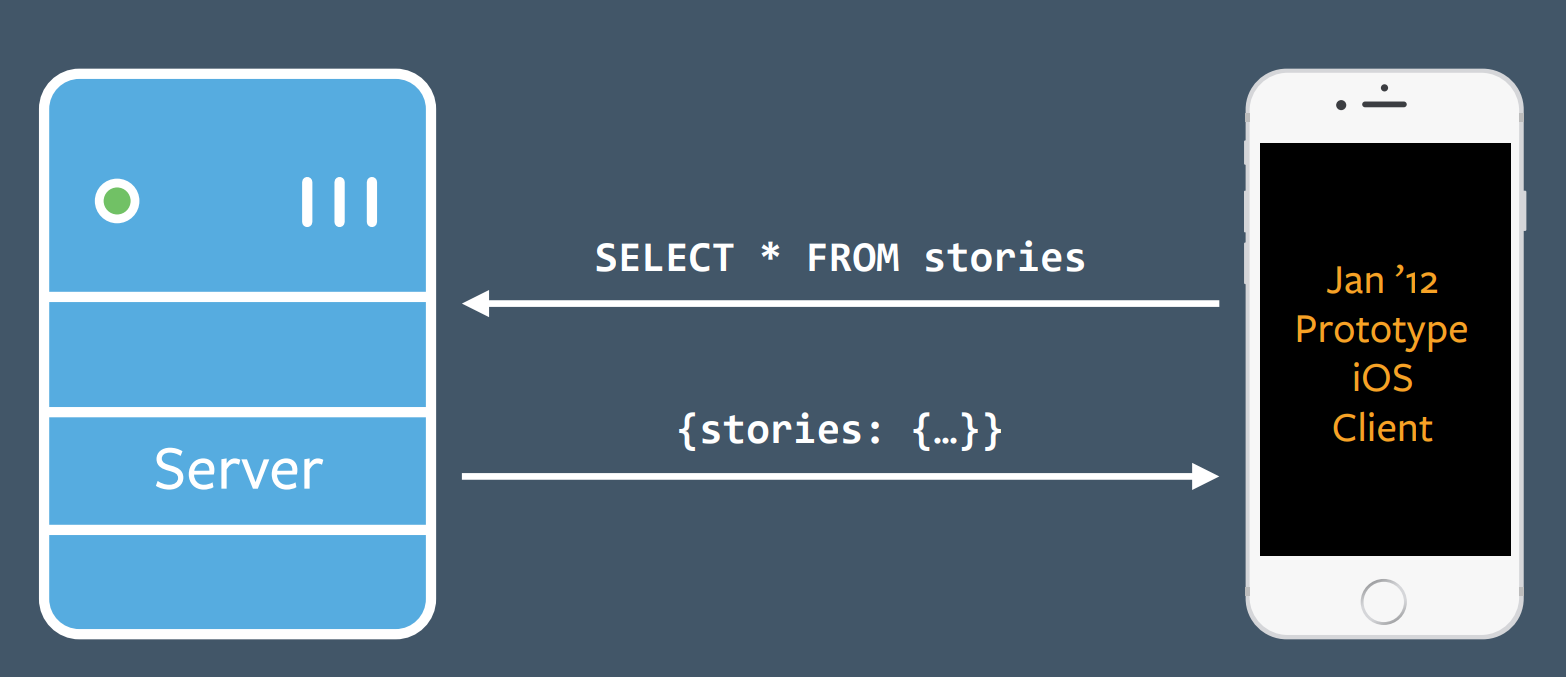 SELECT * FROM stories
{stories: {…}}
Server
Jan ’12
Prototype
iOS
Client